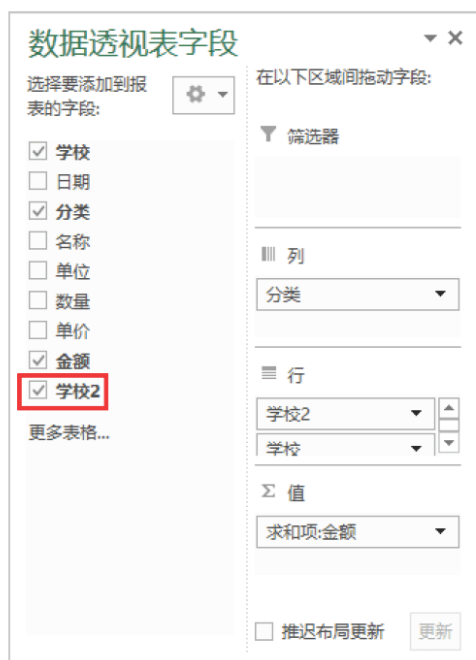 数据透视表字段
选择要添加到报
表的字段:
学校
日期
分类
名称
单位
数量
单价
金额
学校2
更多表格...
在以下区域间拖动字段:
筛选器
列
分类
行
学校2
学校
Σ 值
求和项:金额
推迟布局更新
更新